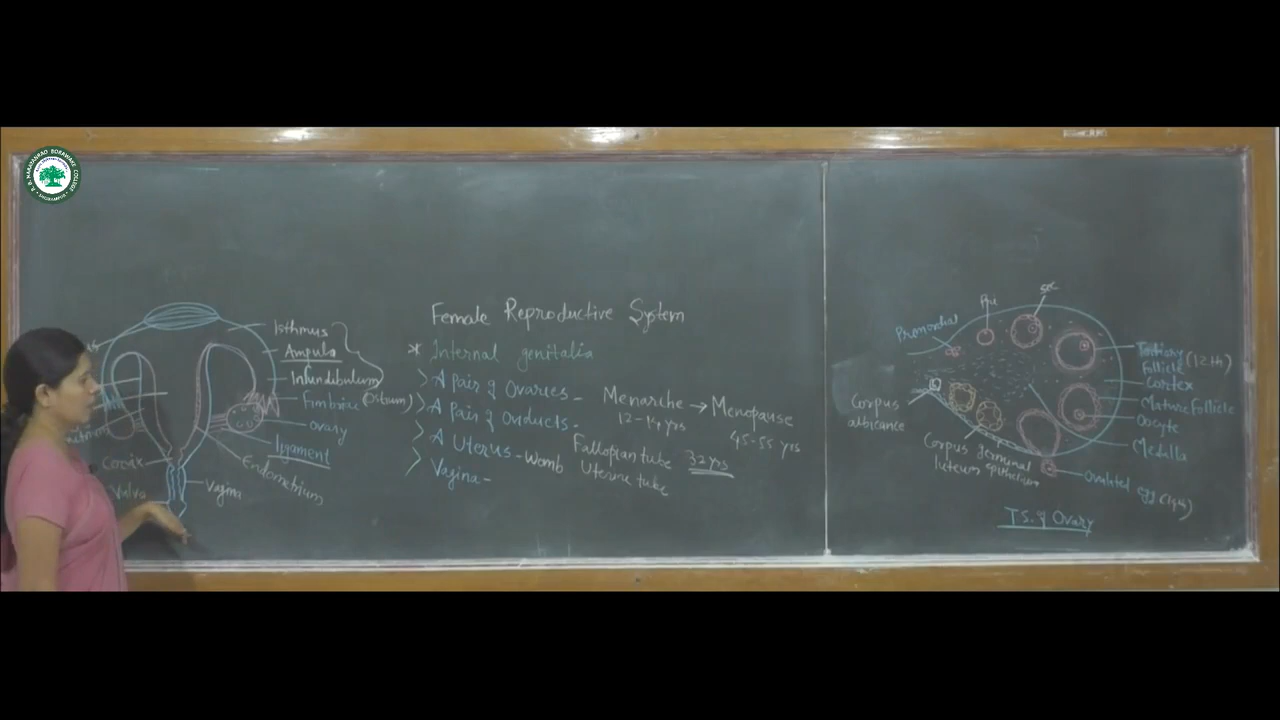 Isthmus
Ampula
Infundibulum
Fimbriae (Ostium)
ovary
ligament
Endometrium
Vagina
Cervix
Vulva
Female Reproductive System
* Internal genitalia
> A pair of Ovaries -
> A Pair of Oviducts -
> A Uterus - Womb
> Vagina -
Menarche → Menopause
12-14 yrs
45-55 yrs
Fallopian tube
32 yrs
Uterine tube
Primordial
Pri
Sec
Tertiary
follicle (12th)
Cortex
Mature Follicle
Oocyte
Medulla
Ovulated egg
Corpus
albicance
Corpus
luteum
germinal
epithelium
T.S. of Ovary